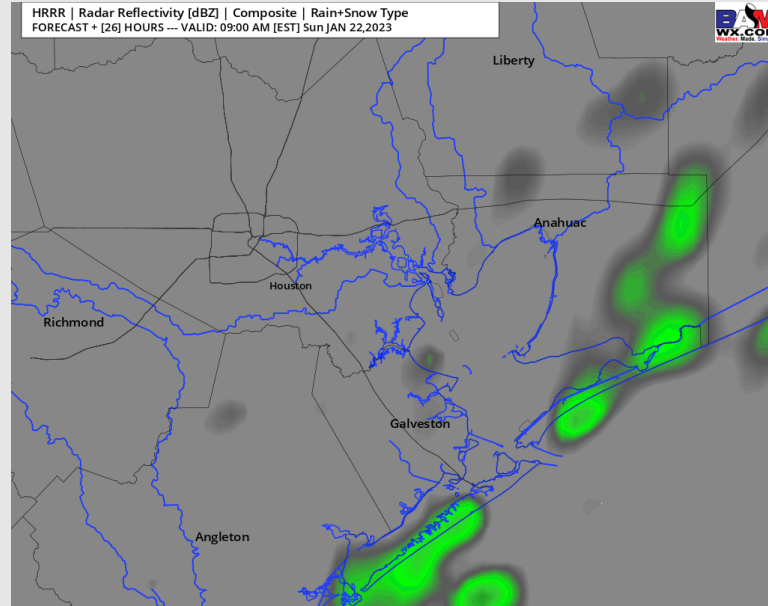 HRRR | Radar Reflectivity [dBZ] | Composite | Rain+Snow Type
FORECAST + [26] HOURS --- VALID: 09:00 AM [EST] Sun JAN 22,2023
Liberty
Anahuac
Houston
Richmond
Galveston
Angleton